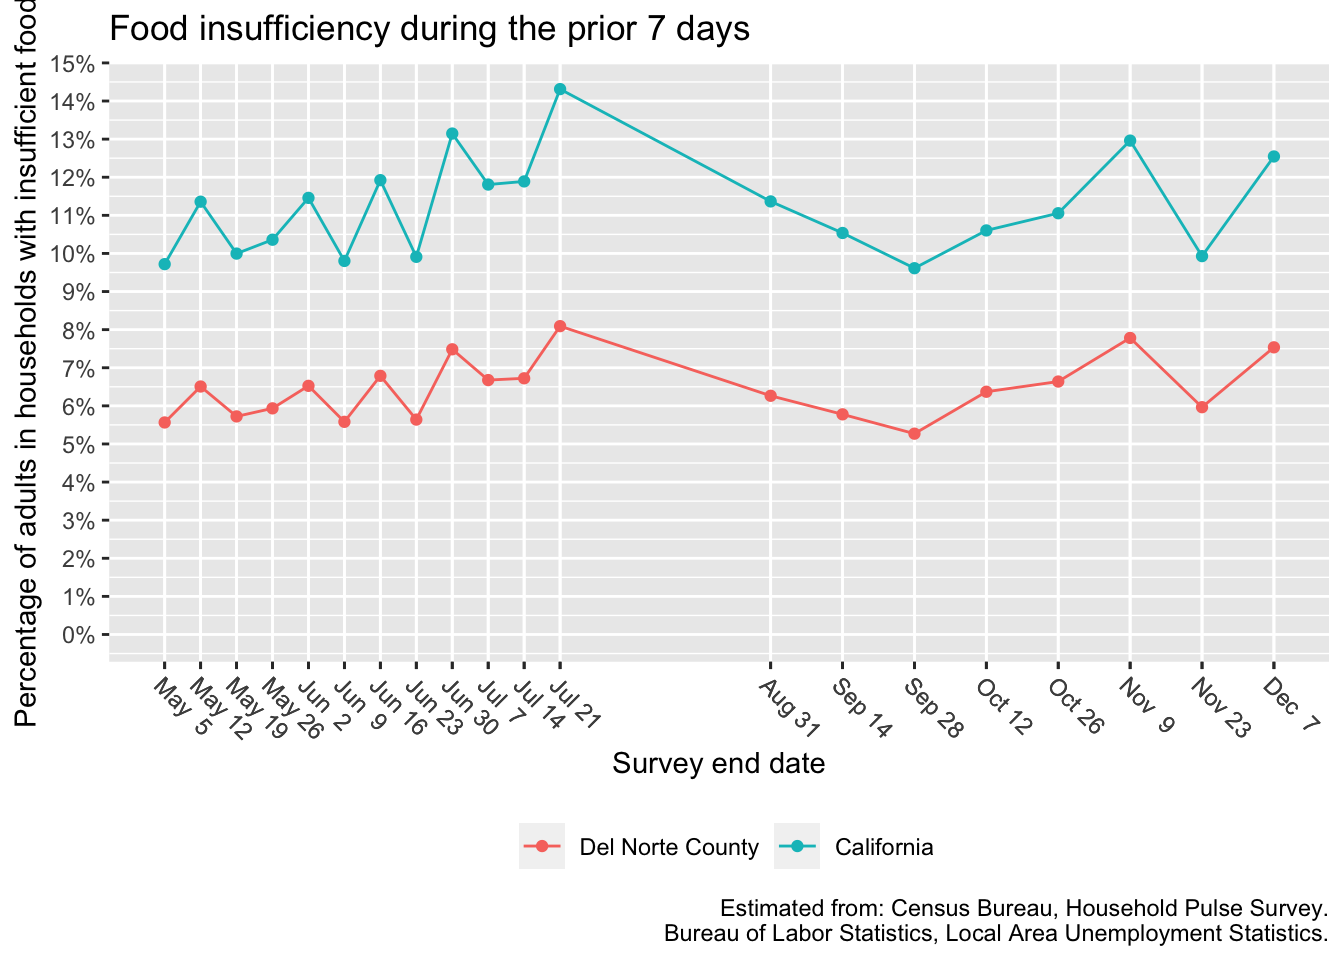 Food insufficiency during the prior 7 days
Percentage of adults in households with insufficient food
15%
14%
13%
12%
11%
10%
9%
8%
7%
6%
5%
4%
3%
2%
1%
0%
May 5
May 12
May 19
May 26
Jun 2
Jun 9
Jun 16
Jun 23
Jun 30
Jul 7
Jul 14
Jul 21
Aug 31
Sep 14
Sep 28
Oct 12
Oct 26
Nov 9
Nov 23
Dec 7
Survey end date
Del Norte County
California
Estimated from: Census Bureau, Household Pulse Survey.
Bureau of Labor Statistics, Local Area Unemployment Statistics.